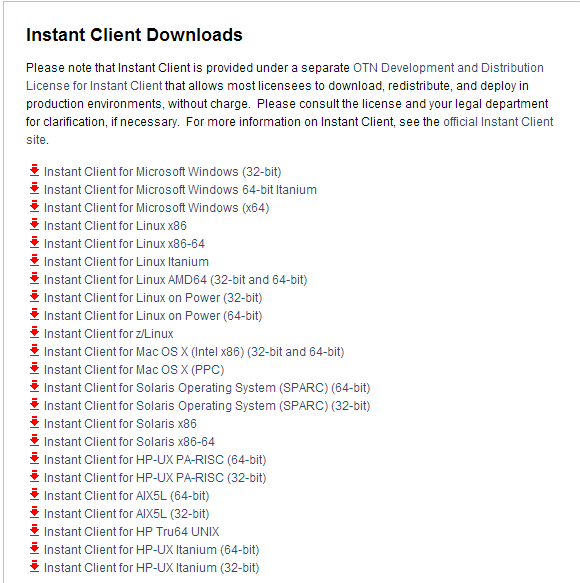 Instant Client Downloads
Please note that Instant Client is provided under a separate OTN Development and Distribution
License for Instant Client that allows most licensees to download, redistribute, and deploy in
production environments, without charge.  Please consult the license and your legal department
for clarification, if necessary.  For more information on Instant Client, see the official Instant Client
site.
Instant Client for Microsoft Windows (32-bit)
Instant Client for Microsoft Windows 64-bit Itanium
Instant Client for Microsoft Windows (x64)
Instant Client for Linux x86
Instant Client for Linux x86-64
Instant Client for Linux Itanium
Instant Client for Linux AMD64 (32-bit and 64-bit)
Instant Client for Linux on Power (32-bit)
Instant Client for Linux on Power (64-bit)
Instant Client for z/Linux
Instant Client for Mac OS X (Intel x86) (32-bit and 64-bit)
Instant Client for Mac OS X (PPC)
Instant Client for Solaris Operating System (SPARC) (64-bit)
Instant Client for Solaris Operating System (SPARC) (32-bit)
Instant Client for Solaris x86
Instant Client for Solaris x86-64
Instant Client for HP-UX PA-RISC (64-bit)
Instant Client for HP-UX PA-RISC (32-bit)
Instant Client for AIX5L (64-bit)
Instant Client for AIX5L (32-bit)
Instant Client for HP Tru64 UNIX
Instant Client for HP-UX Itanium (64-bit)
Instant Client for HP-UX Itanium (32-bit)